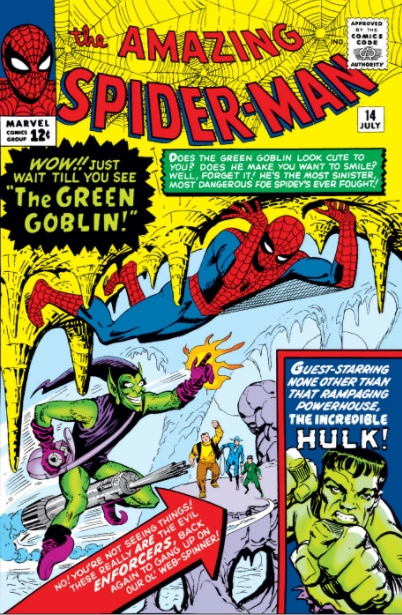 the AMAZING
SPIDER-MAN
IND.
APPROVED
BY THE
COMICS
CODE
AUTHORITY
MARVEL
COMICS
GROUP
12¢
14
JULY
WOW!! JUST
WAIT TILL YOU SEE
"The GREEN
GOBLIN!"
DOES THE GREEN GOBLIN LOOK CUTE TO
YOU? DOES HE MAKE YOU WANT TO SMILE?
WELL, FORGET IT! HE'S THE MOST SINISTER,
MOST DANGEROUS FOE SPIDEY'S EVER FOUGHT!
GUEST-STARRING
NONE OTHER THAN
THAT RAMPAGING
POWERHOUSE,
THE INCREDIBLE
HULK!
NO! YOU'RE NOT SEEING THINGS!
THESE REALLY ARE THE EVIL
ENFORCERS, BACK
AGAIN TO GANG UP ON
OUR OL' WEB-SPINNER!